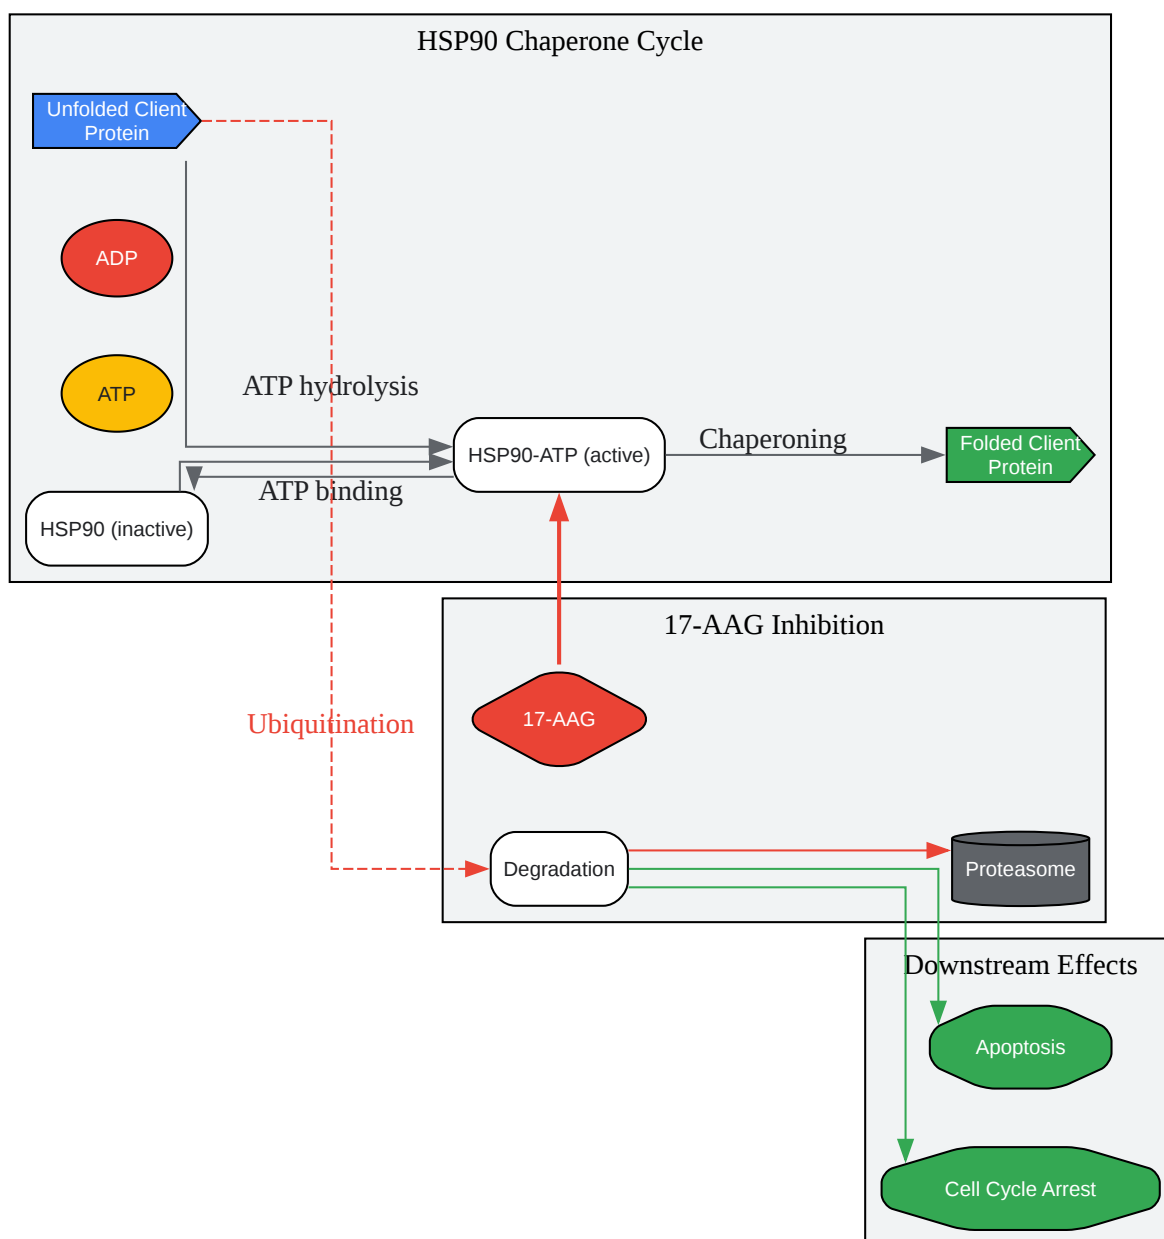 HSP90 Chaperone Cycle
Unfolded Client
Protein
ADP
ATP
ATP hydrolysis
HSP90-ATP (active)
Chaperoning
Folded Client
Protein
ATP binding
HSP90 (inactive)
17-AAG Inhibition
17-AAG
Ubiquitination
Degradation
Proteasome
Downstream Effects
Apoptosis
Cell Cycle Arrest